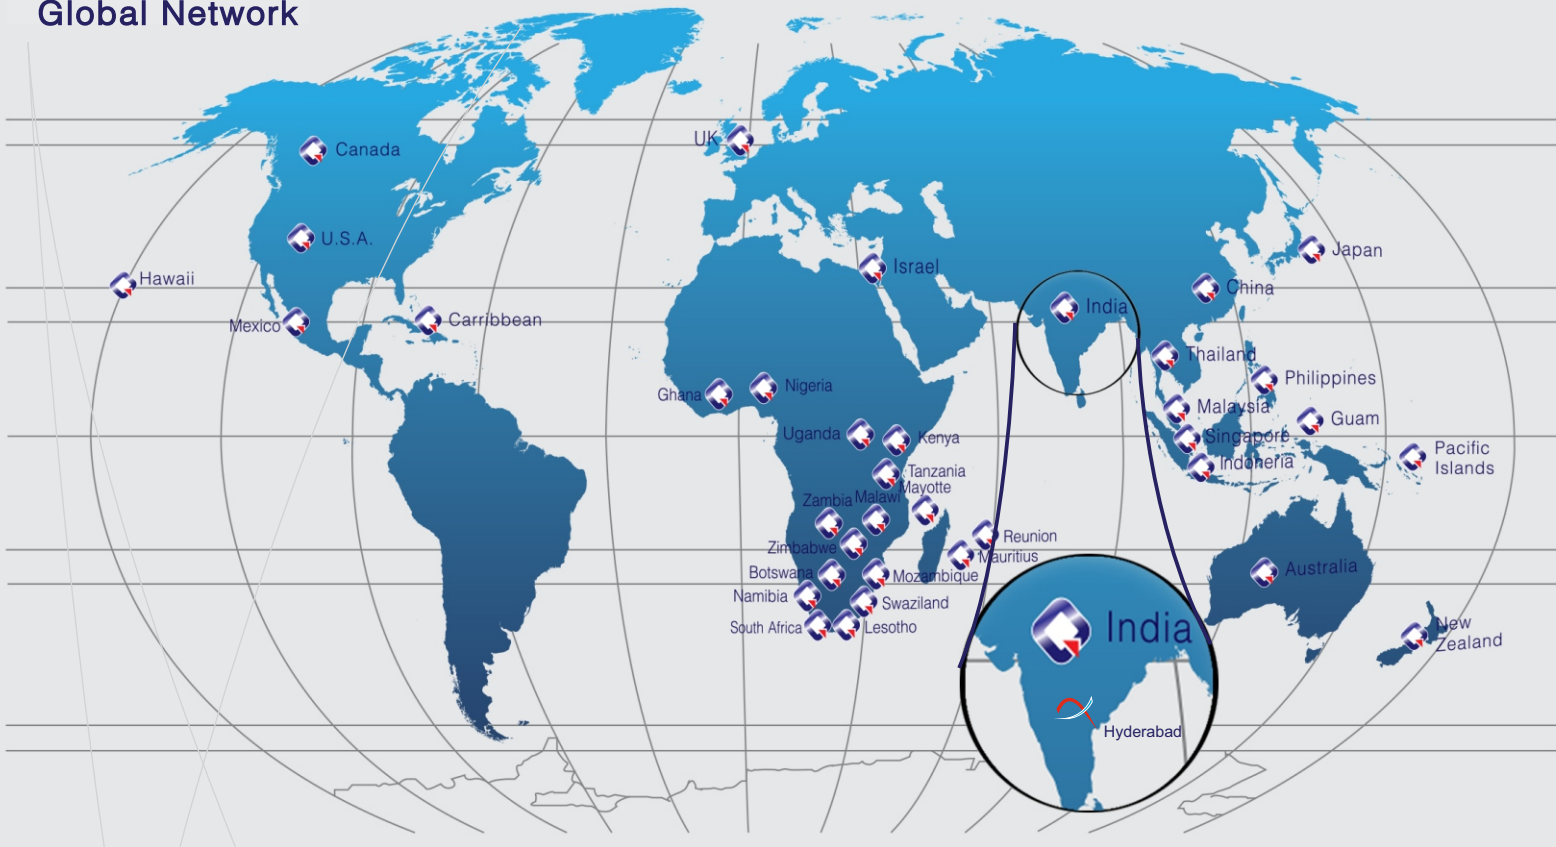 Global Network
Canada
UK
U.S.A.
Japan
Israel
Hawaii
China
India
Mexico
Carribbean
Thailand
Philippines
Nigeria
Ghana
Malaysia
Guam
Uganda
Kenya
Singapore
Pacific
Islands
Indoneria
Tanzania
Mayotte
Zambia
Malawi
Reunion
Zimbabwe
Mauritius
Botswana
Mozambique
Australia
Namibia
Swaziland
South Africa
Lesotho
India
New
Zealand
Hyderabad